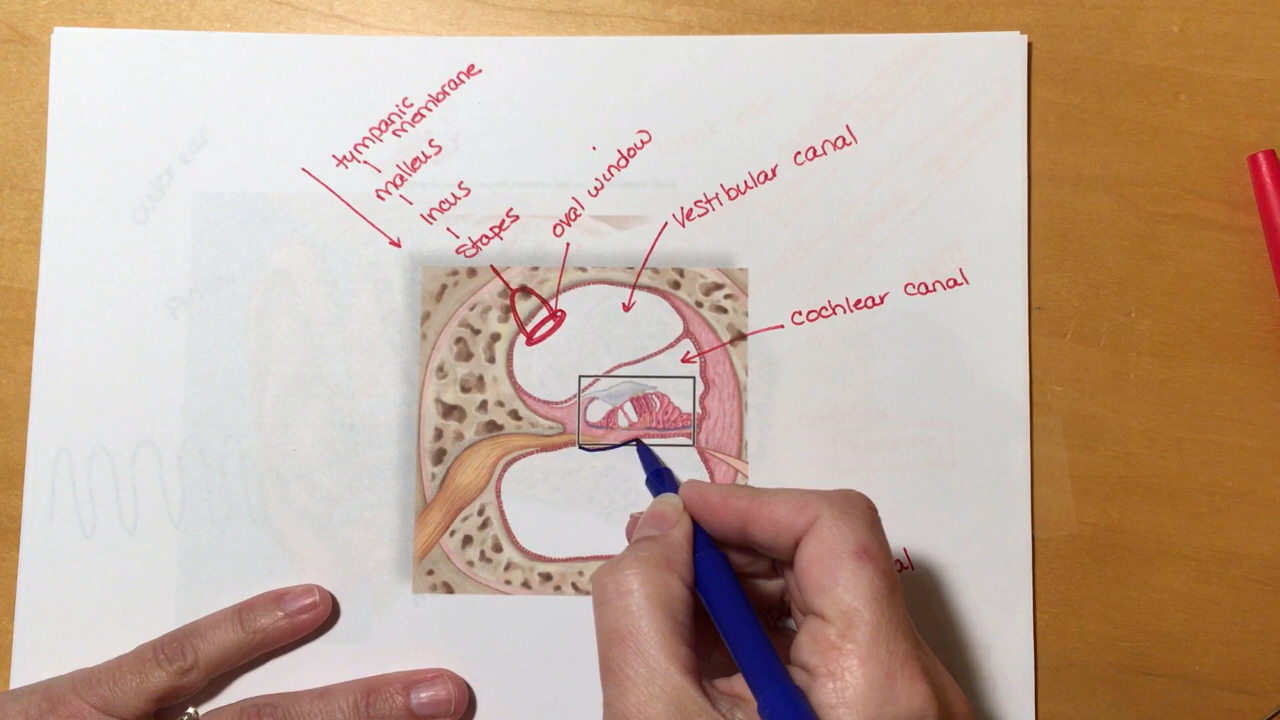 tympanic
membrane
malleus
incus
stapes
oval window
vestibular canal
cochlear canal